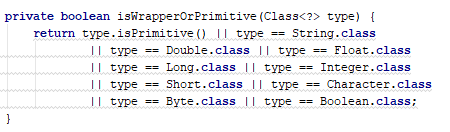 private boolean isWrapperOrPrimitive(Class<?> type) {
    return type.isPrimitive() || type == String.class
            || type == Double.class || type == Float.class
            || type == Long.class || type == Integer.class
            || type == Short.class || type == Character.class
            || type == Byte.class || type == Boolean.class;
}